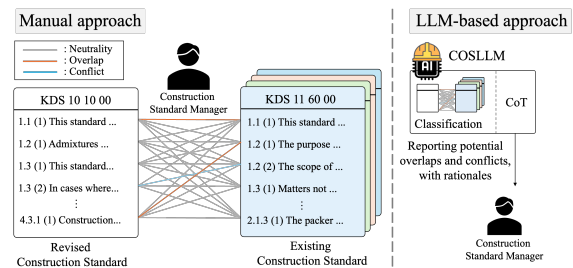 Manual approach
: Neutrality
: Overlap
: Conflict
Construction
Standard Manager
KDS 10 10 00
1.1 (1) This standard ...
1.2 (1) Admixtures ...
1.3 (1) This standard...
1.3 (2) In cases where...
⋮
4.3.1 (1) Construction...
Revised
Construction Standard
KDS 11 60 00
1.1 (1) This standard ...
1.2 (1) The purpose ...
1.2 (2) The scope of ...
1.3 (1) Matters not ...
⋮
2.1.3 (1) The packer ...
Existing
Construction Standard
LLM-based approach
AI
COSLLM
Classification
CoT
Reporting potential
overlaps and conflicts,
with rationales
Construction
Standard Manager